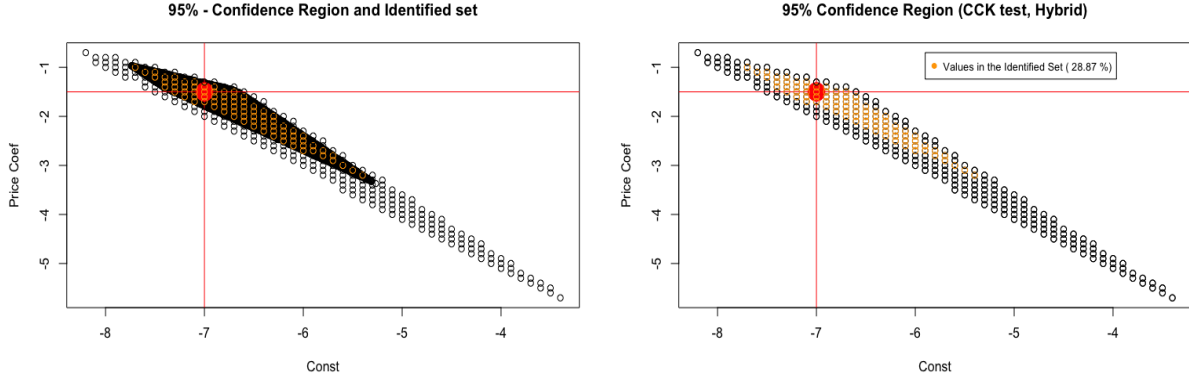 95% - Confidence Region and Identified set
Price Coef
-1
-2
-3
-4
-5
-8
-7
-6
-5
-4
Const
95% Confidence Region (CCK test, Hybrid)
Values in the Identified Set ( 28.87 %)
Price Coef
-1
-2
-3
-4
-5
-8
-7
-6
-5
-4
Const